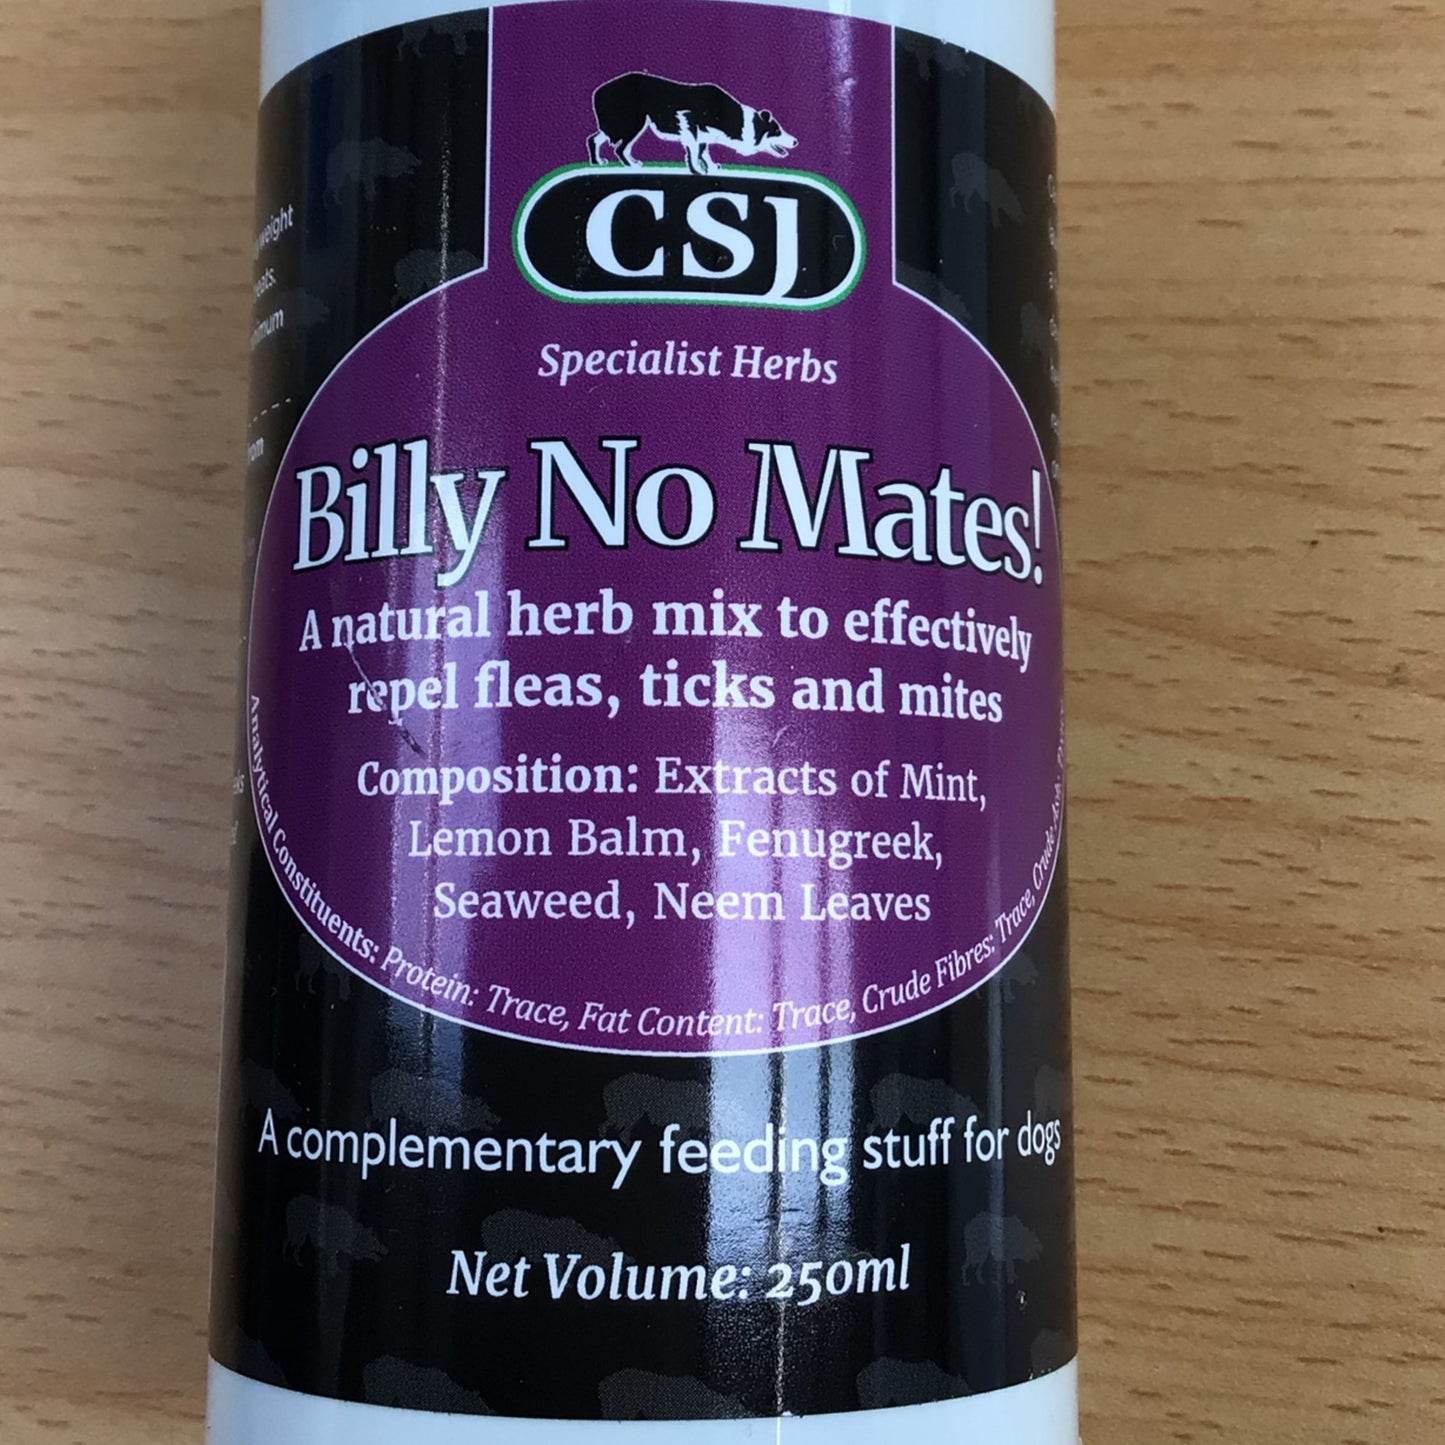 CSJ
Specialist Herbs
Billy No Mates!
A natural herb mix to effectively
repel fleas, ticks and mites
Composition: Extracts of Mint,
Lemon Balm, Fenugreek,
Seaweed, Neem Leaves
Analytical Constituents: Protein: Trace, Fat Content: Trace, Crude Fibres: Trace, Crude Ash:
A complementary feeding stuff for dogs
Net Volume: 250ml